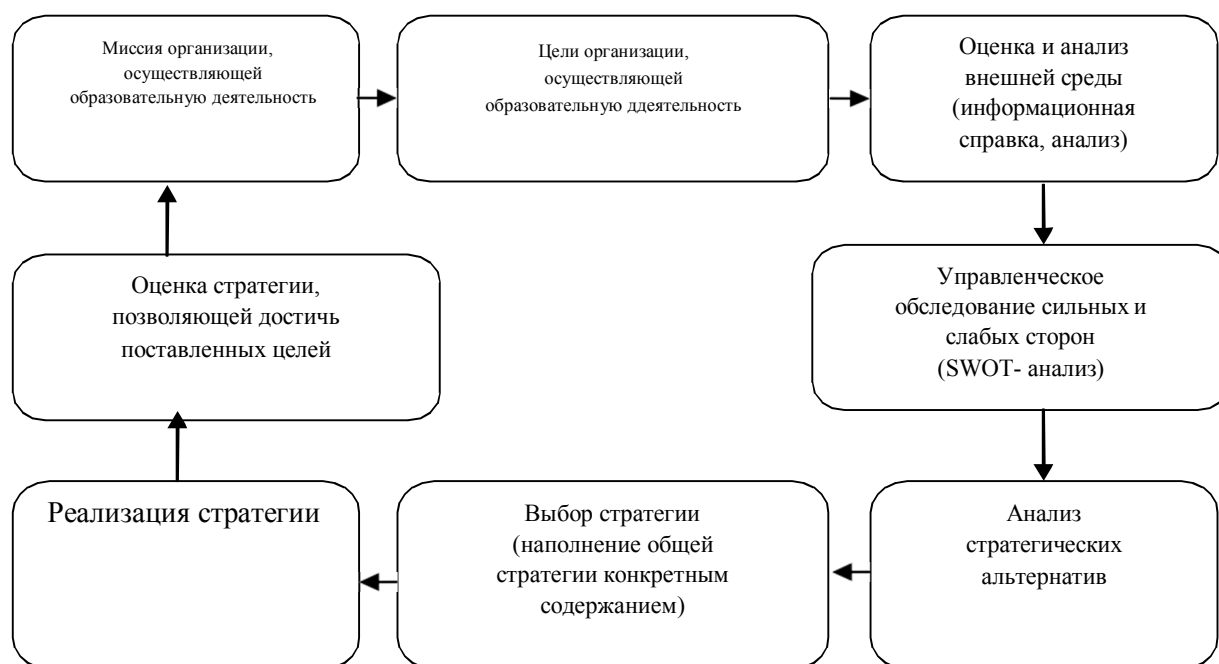 Миссия организации,
осуществляющей
образовательную деятельность
Цели организации,
осуществляющей
образовательную ддеятельность
Оценка и анализ
внешней среды
(информационная
справка, анализ)
Оценка стратегии,
позволяющей достичь
поставленных целей
Управленческое
обследование сильных и
слабых сторон
(SWOT- анализ)
Реализация стратегии
Выбор стратегии
(наполнение общей
стратегии конкретным
содержанием)
Анализ
стратегических
альтернатив